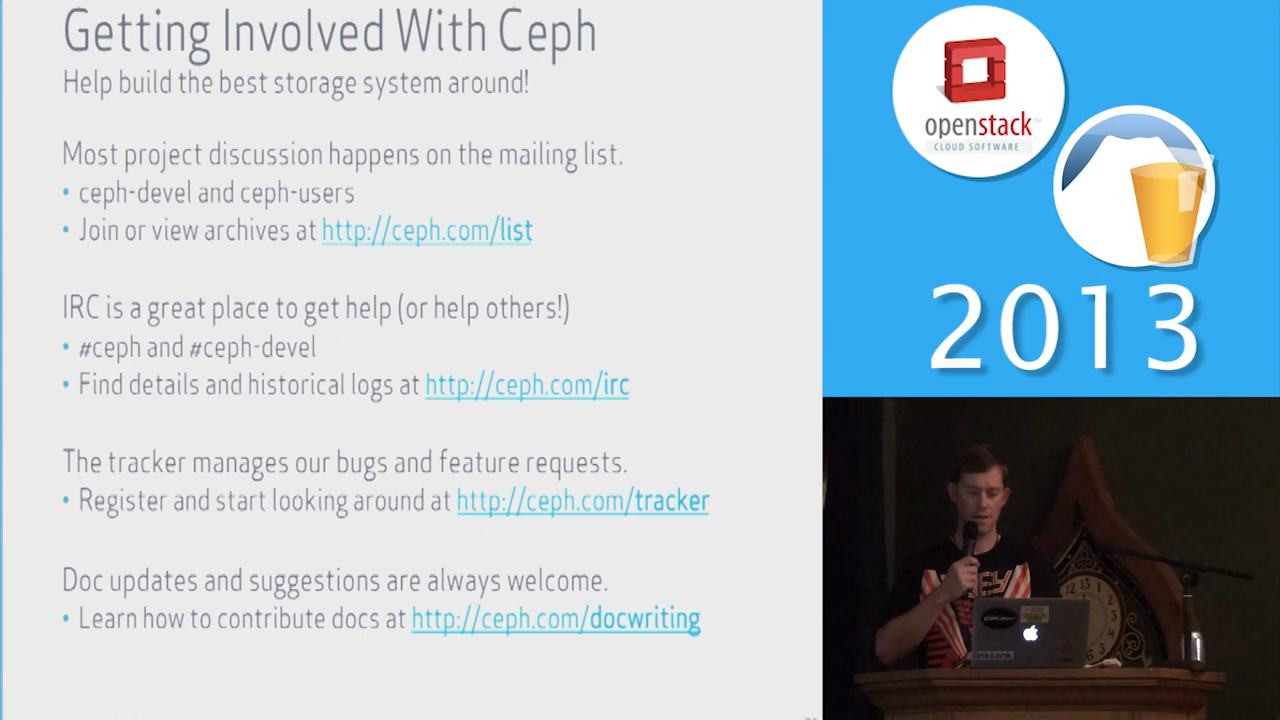 Getting Involved With Ceph
Help build the best storage system around!
Most project discussion happens on the mailing list.
• ceph-devel and ceph-users
• Join or view archives at http://ceph.com/list
IRC is a great place to get help (or help others!)
• #ceph and #ceph-devel
• Find details and historical logs at http://ceph.com/irc
The tracker manages our bugs and feature requests.
• Register and start looking around at http://ceph.com/tracker
Doc updates and suggestions are always welcome.
• Learn how to contribute docs at http://ceph.com/docwriting
openstack™
CLOUD SOFTWARE
2013
inktank